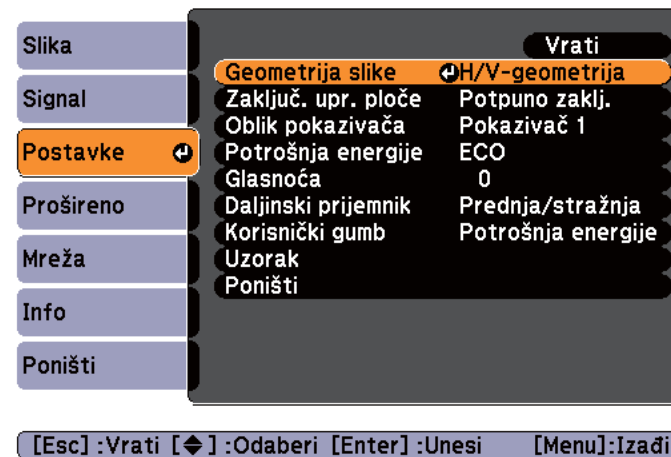 Slika
Signal
Postavke
Prošireno
Mreža
Info
Poništi
Vrati
Geometrija slike H/V-geometrija
Zaključ. upr. ploče Potpuno zaklj.
Oblik pokazivača Pokazivač 1
Potrošnja energije ECO
Glasnoća 0
Daljinski prijemnik Prednja/stražnja
Korisnički gumb Potrošnja energije
Uzorak
Poništi
[Esc] :Vrati [◆] :Odaberi [Enter] :Unesi [Menu]:Izađi